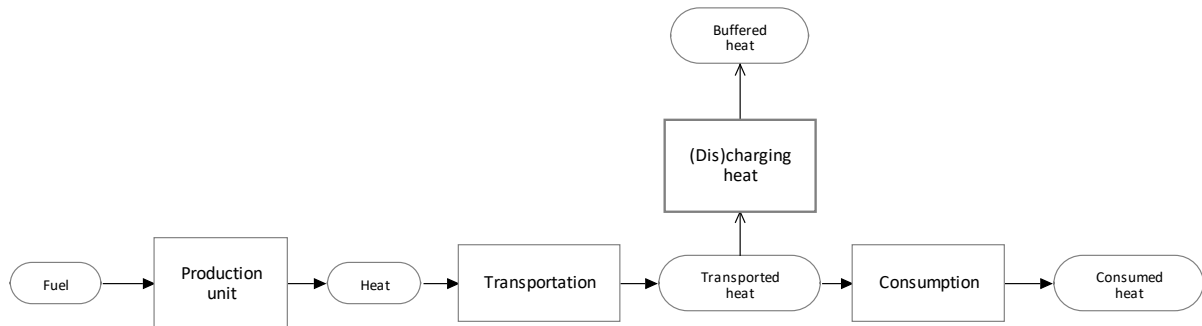 Buffered
heat
(Dis)charging
heat
Fuel
Production
unit
Heat
Transportation
Transported
heat
Consumption
Consumed
heat